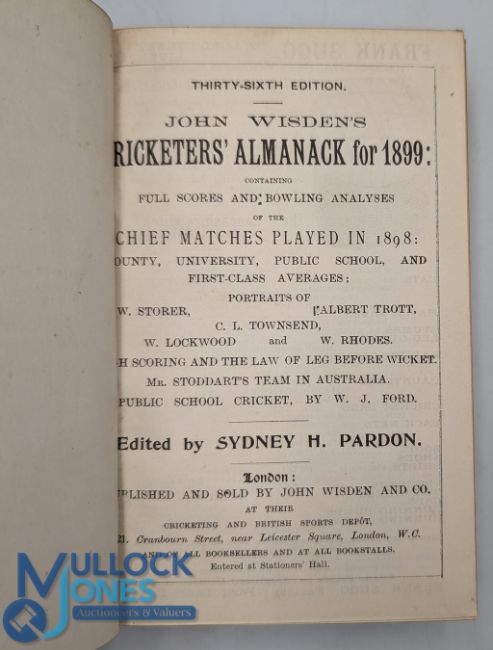 THIRTY-SIXTH EDITION.
JOHN WISDEN'S
RICKETERS' ALMANACK for 1899:
CONTAINING
FULL SCORES AND BOWLING ANALYSES
OF THE
CHIEF MATCHES PLAYED IN 1898:
OUNTY, UNIVERSITY, PUBLIC SCHOOL, AND
FIRST-CLASS AVERAGES;
PORTRAITS OF
W. STORER, ALBERT TROTT,
C. L. TOWNSEND,
W. LOCKWOOD and W. RHODES.
H SCORING AND THE LAW OF LEG BEFORE WICKET.
MR. STODDART'S TEAM IN AUSTRALIA.
PUBLIC SCHOOL CRICKET, BY W. J. FORD.
Edited by SYDNEY H. PARDON.
London:
BLISHED AND SOLD BY JOHN WISDEN AND CO.
AT THEIR
CRICKETING AND BRITISH SPORTS DEPÔT,
21, Cranbourn Street, near Leicester Square, London, W.C.
AND OF ALL BOOKSELLERS AND AT ALL BOOKSTALLS.
Entered at Stationers' Hall.
MULLOCK
JONES
Auctioneers & Valuers